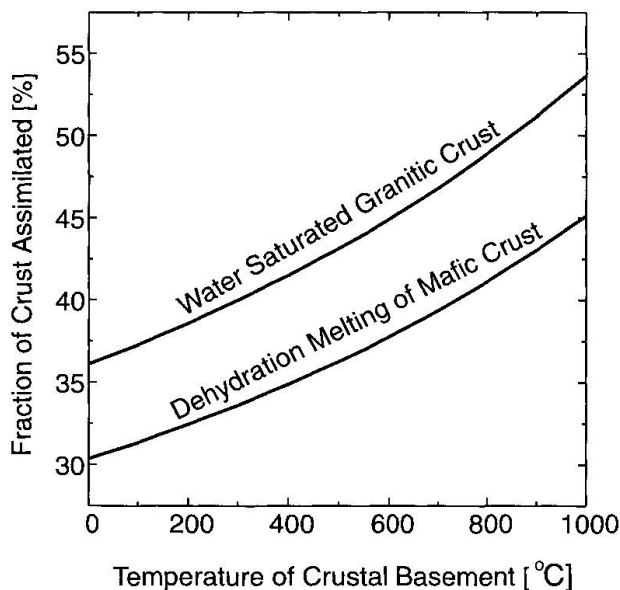 Fraction of Crust Assimilated [%]
55
50
45
40
35
30
Water Saturated Granitic Crust
Dehydration Melting of Mafic Crust
0 200 400 600 800 1000
Temperature of Crustal Basement [ °C]